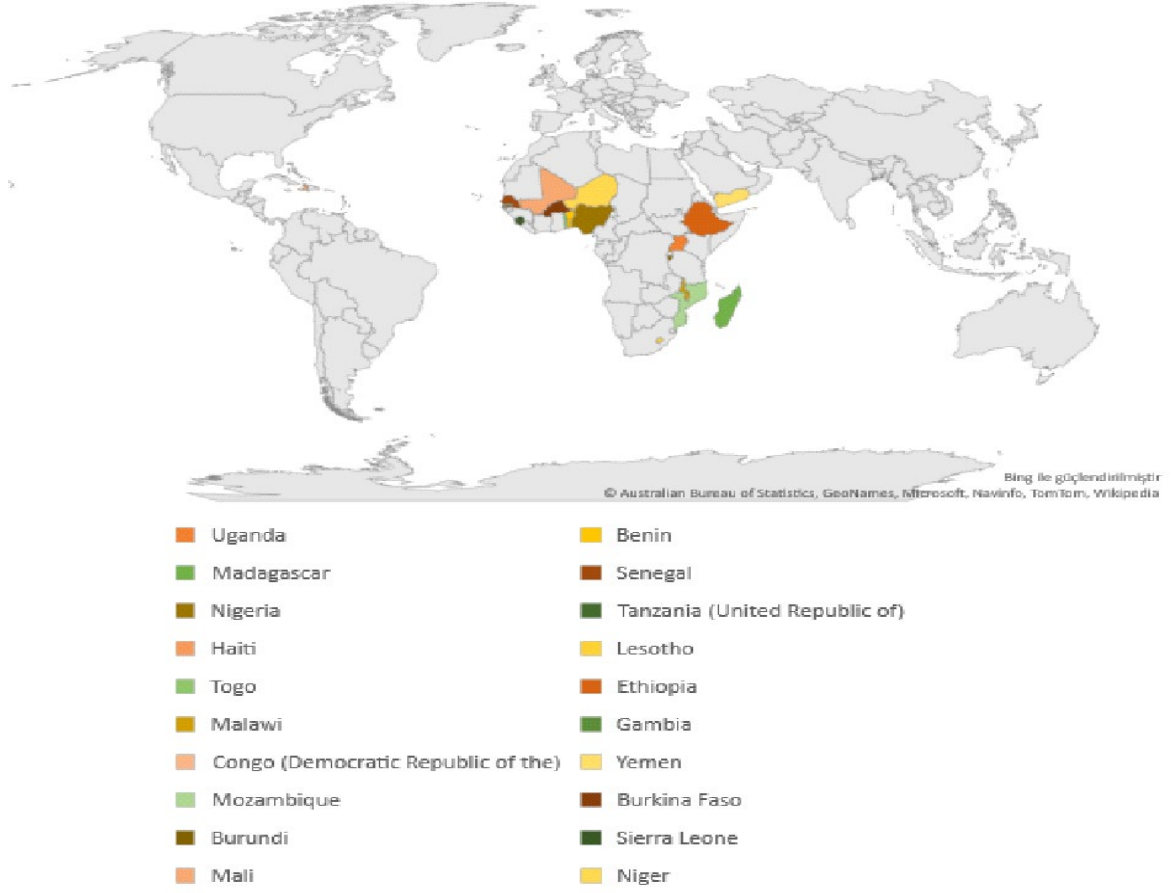 Bing ile güçlendirilmiştir
© Australian Bureau of Statistics, GeoNames, Microsoft, Navinfo, TomTom, Wikipedia
Uganda
Madagascar
Nigeria
Haiti
Togo
Malawi
Congo (Democratic Republic of the)
Mozambique
Burundi
Mali
Benin
Senegal
Tanzania (United Republic of)
Lesotho
Ethiopia
Gambia
Yemen
Burkina Faso
Sierra Leone
Niger